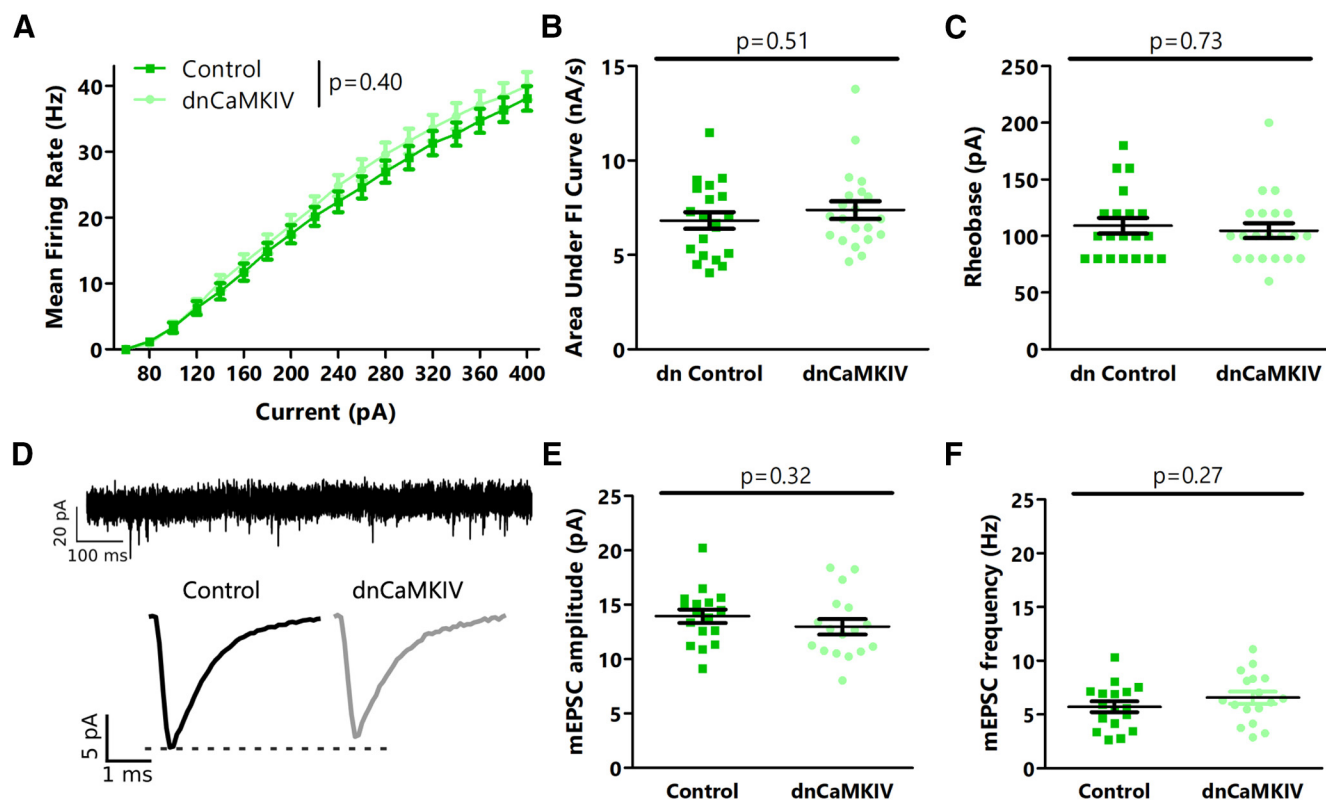 A
Control
dnCaMKIV
p=0.40
Mean Firing Rate (Hz)
40
30
20
10
0
80 120 160 200 240 280 320 360 400
Current (pA)
B
p=0.51
Area Under FI Curve (nA/s)
15
10
5
0
dn Control dnCaMKIV
C
p=0.73
Rheobase (pA)
250
200
150
100
50
0
dn Control dnCaMKIV
D
20 pA
100 ms
Control dnCaMKIV
5 pA
1 ms
E
p=0.32
mEPSC amplitude (pA)
25
20
15
10
5
0
Control dnCaMKIV
F
p=0.27
mEPSC frequency (Hz)
25
20
15
10
5
0
Control dnCaMKIV